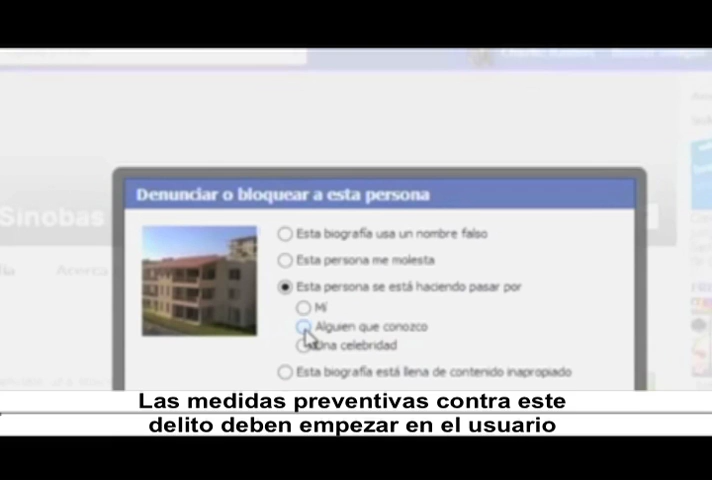 Sinobas
Acerca
Denunciar o bloquear a esta persona
Esta biografía usa un nombre falso
Esta persona me molesta
Esta persona se está haciendo pasar por
Mí
Alguien que conozco
Una celebridad
Esta biografía está llena de contenido inapropiado
Las medidas preventivas contra este
delito deben empezar en el usuario